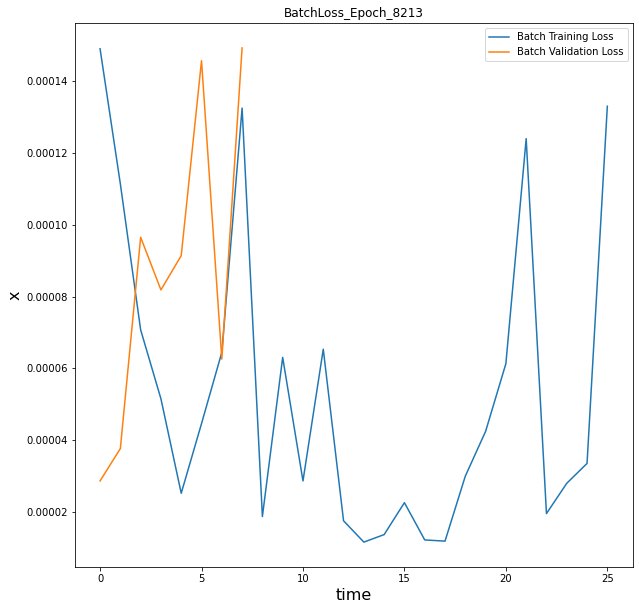 BatchLoss_Epoch_8213
Batch Training Loss
Batch Validation Loss
0.00014
0.00012
0.00010
0.00008
0.00006
0.00004
0.00002
x
0 5 10 15 20 25
time